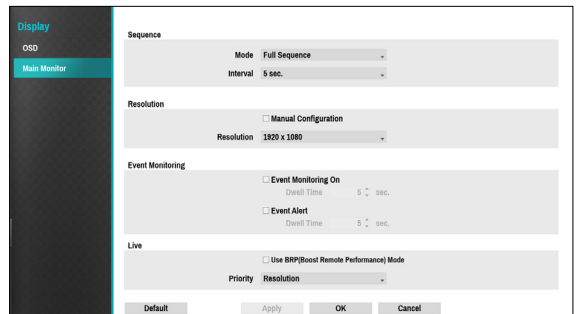 Display
OSD
Main Monitor
Sequence
Mode Full Sequence
Interval 5 sec.
Resolution
Manual Configuration
Resolution 1920 x 1080
Event Monitoring
Event Monitoring On
Dwell Time 5 sec.
Event Alert
Dwell Time 5 sec.
Live
Use BRP(Boost Remote Performance) Mode
Priority Resolution
Default Apply OK Cancel